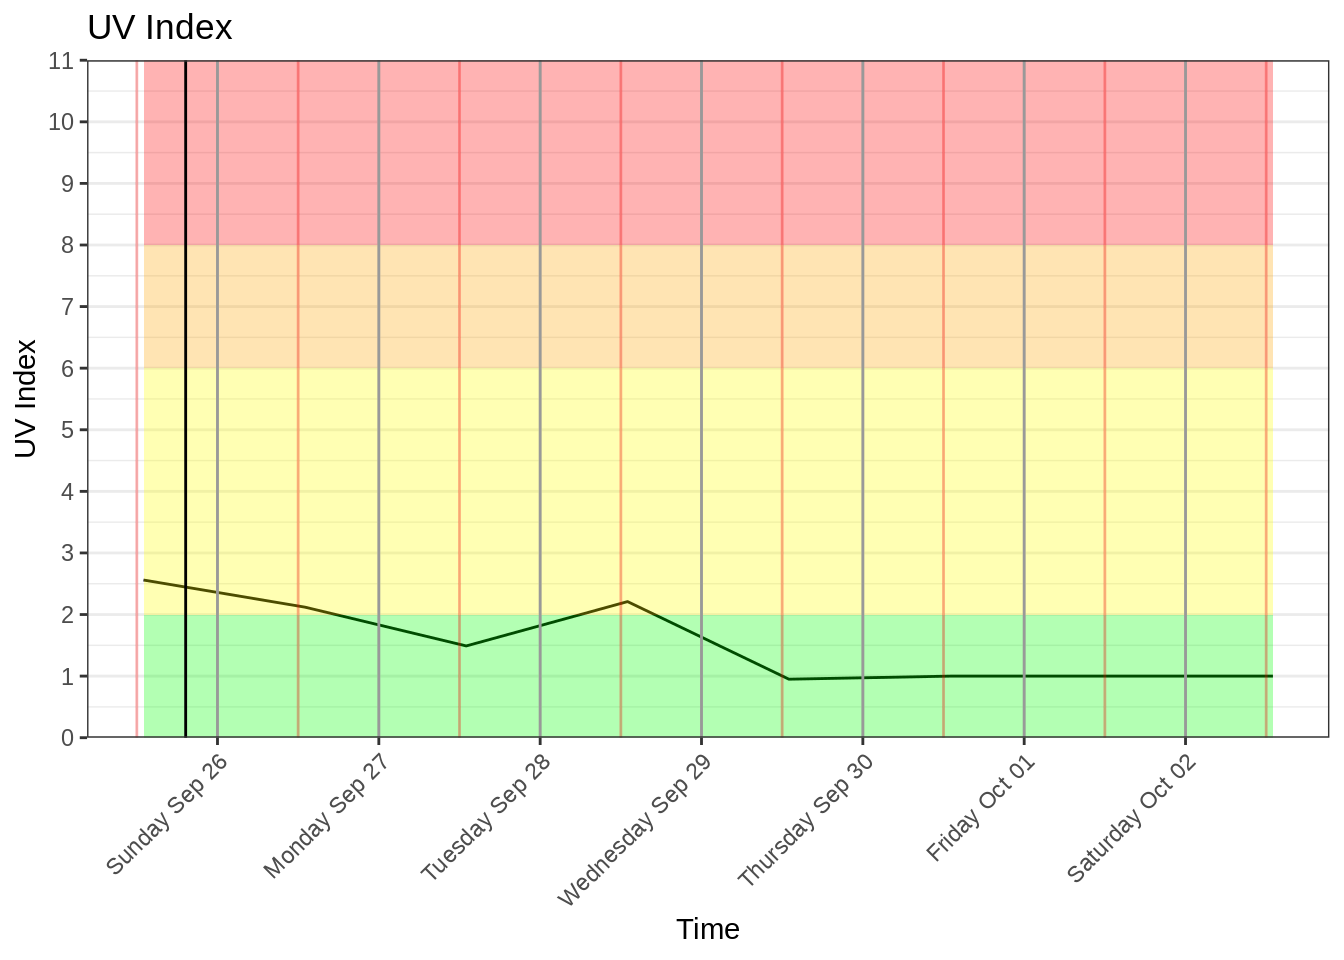 UV Index
11
10
9
8
7
6
5
4
3
2
1
0
UV Index
Sunday Sep 26
Monday Sep 27
Tuesday Sep 28
Wednesday Sep 29
Thursday Sep 30
Friday Oct 01
Saturday Oct 02
Time